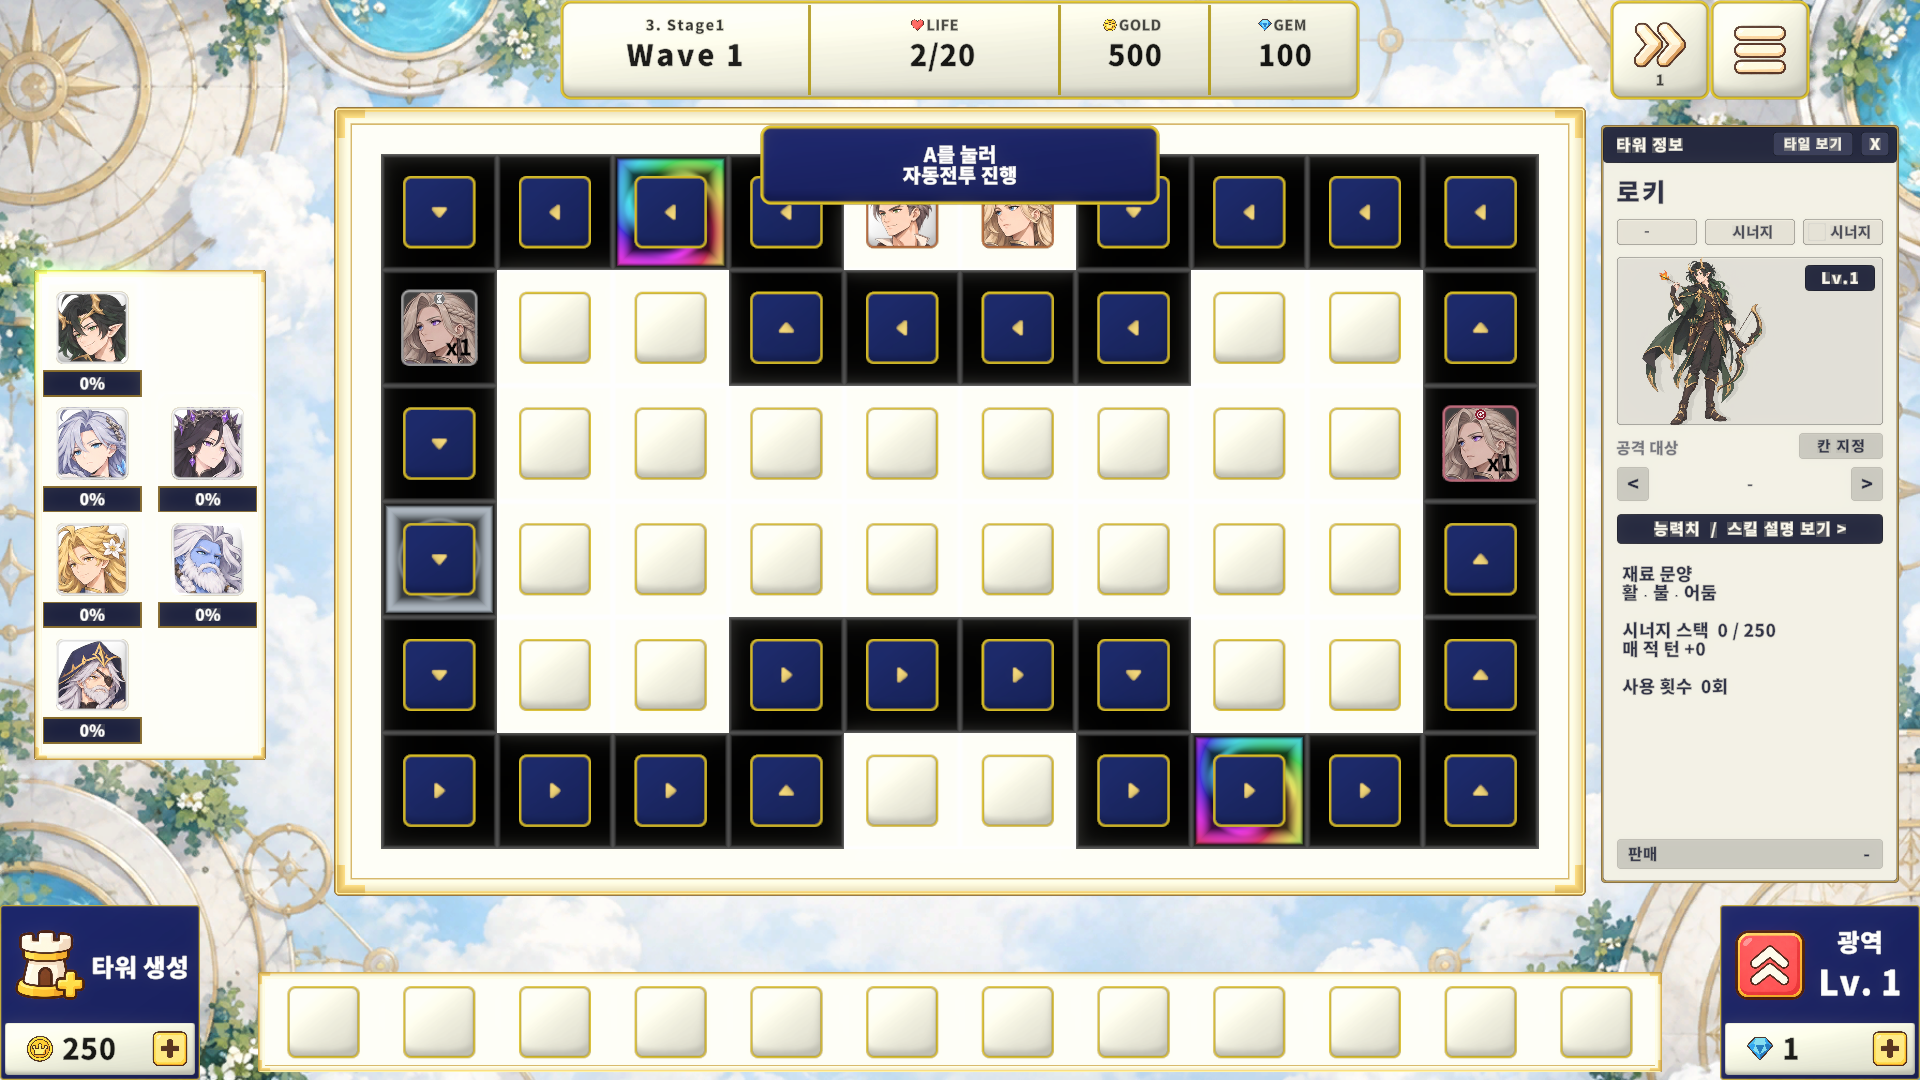 3. Stage1
Wave 1
LIFE
2/20
GOLD
500
GEM
100
1
A를 눌러
자동전투 진행
x1
x1
0%
0%
0%
0%
0%
0%
타워 정보
타일 보기
X
로키
-
시너지
시너지
Lv.1
공격 대상
칸 지정
<
-
>
능력치 / 스킬 설명 보기 >
재료 문양
활 . 불 . 어둠
시너지 스택 0 / 250
매 적 턴 +0
사용 횟수 0회
판매
-
타워 생성
250
광역
Lv. 1
1